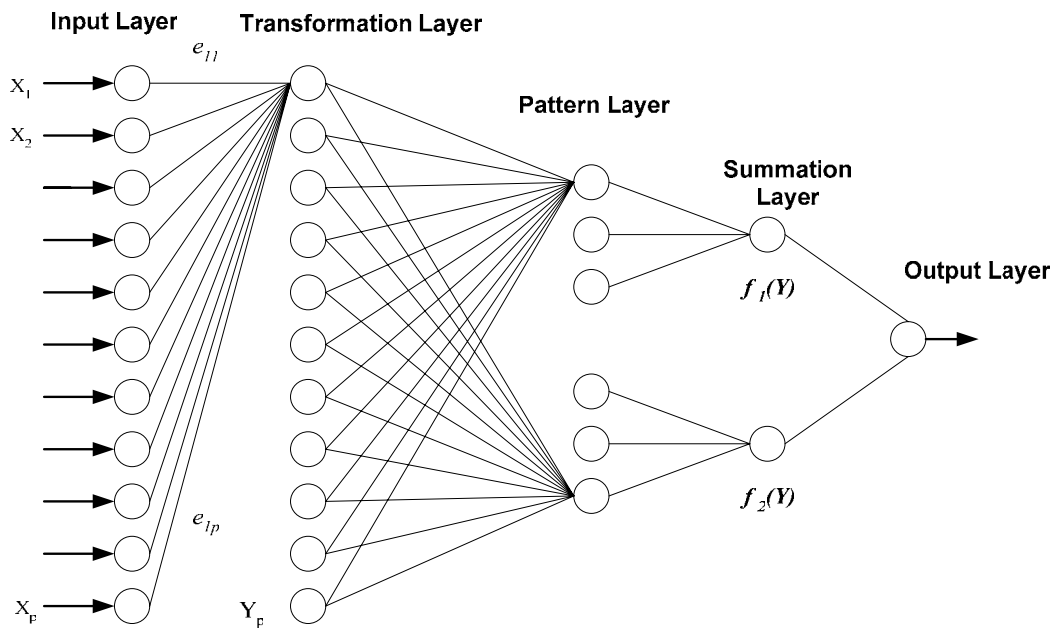 Input Layer
Transformation Layer
Pattern Layer
Summation
Layer
Output Layer
e₁₁
X₁
X₂
f₁(Y)
f₂(Y)
e₁ₚ
Xₚ
Yₚ